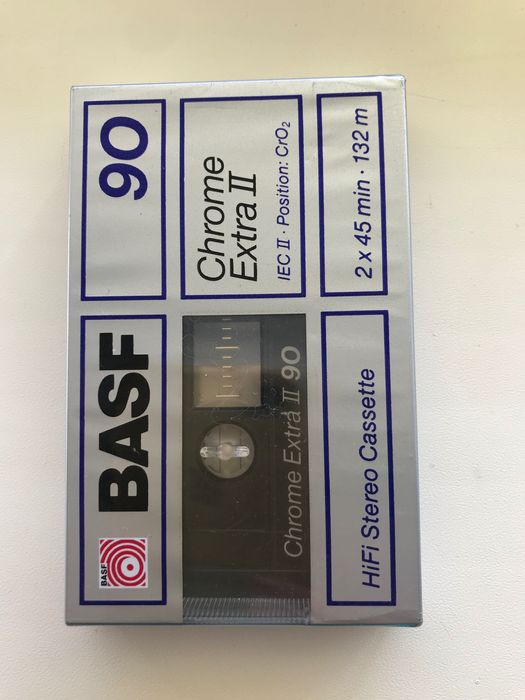 BASF
BASF
90
Chrome
Extra II
IEC II · Position: CrO₂
Chrome Extra II 90
HiFi Stereo Cassette
2 x 45 min · 132 m